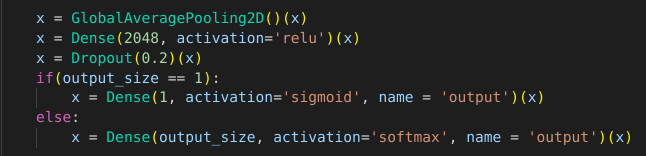 x = GlobalAveragePooling2D()(x)
x = Dense(2048, activation='relu')(x)
x = Dropout(0.2)(x)
if(output_size == 1):
    x = Dense(1, activation='sigmoid', name = 'output')(x)
else:
    x = Dense(output_size, activation='softmax', name = 'output')(x)